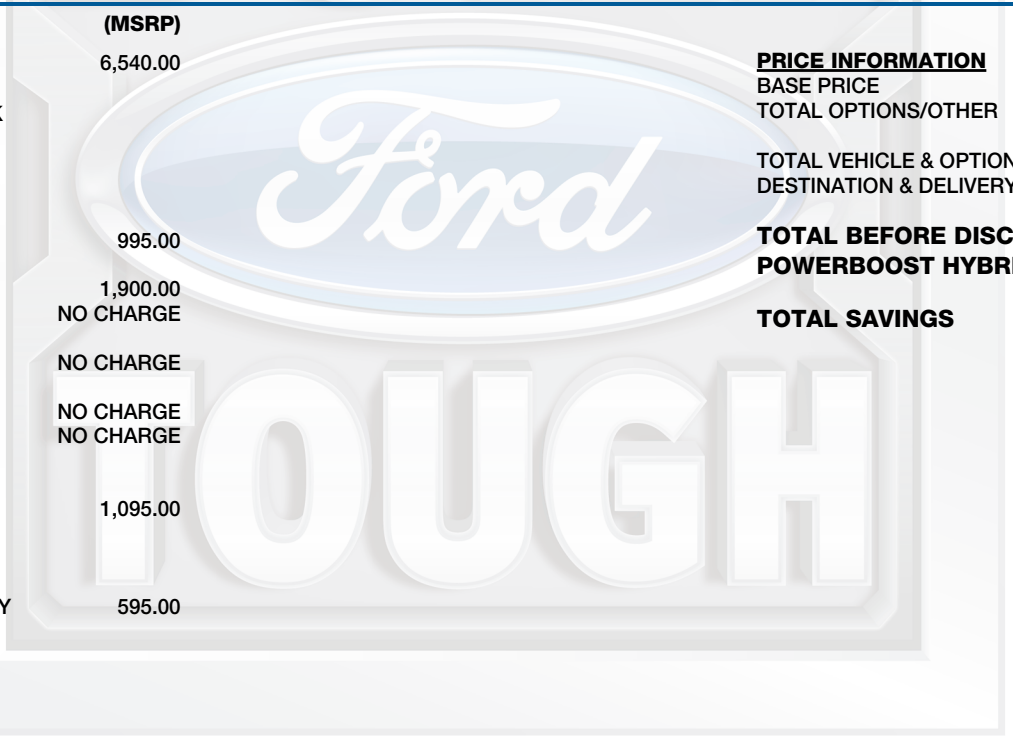 (MSRP)
6,540.00
K
995.00
1,900.00
NO CHARGE
NO CHARGE
NO CHARGE
NO CHARGE
1,095.00
Y 595.00
PRICE INFORMATION
BASE PRICE
TOTAL OPTIONS/OTHER
TOTAL VEHICLE & OPTION
DESTINATION & DELIVERY
TOTAL BEFORE DISC
POWERBOOST HYBRI
TOTAL SAVINGS
Ford
TOUGH